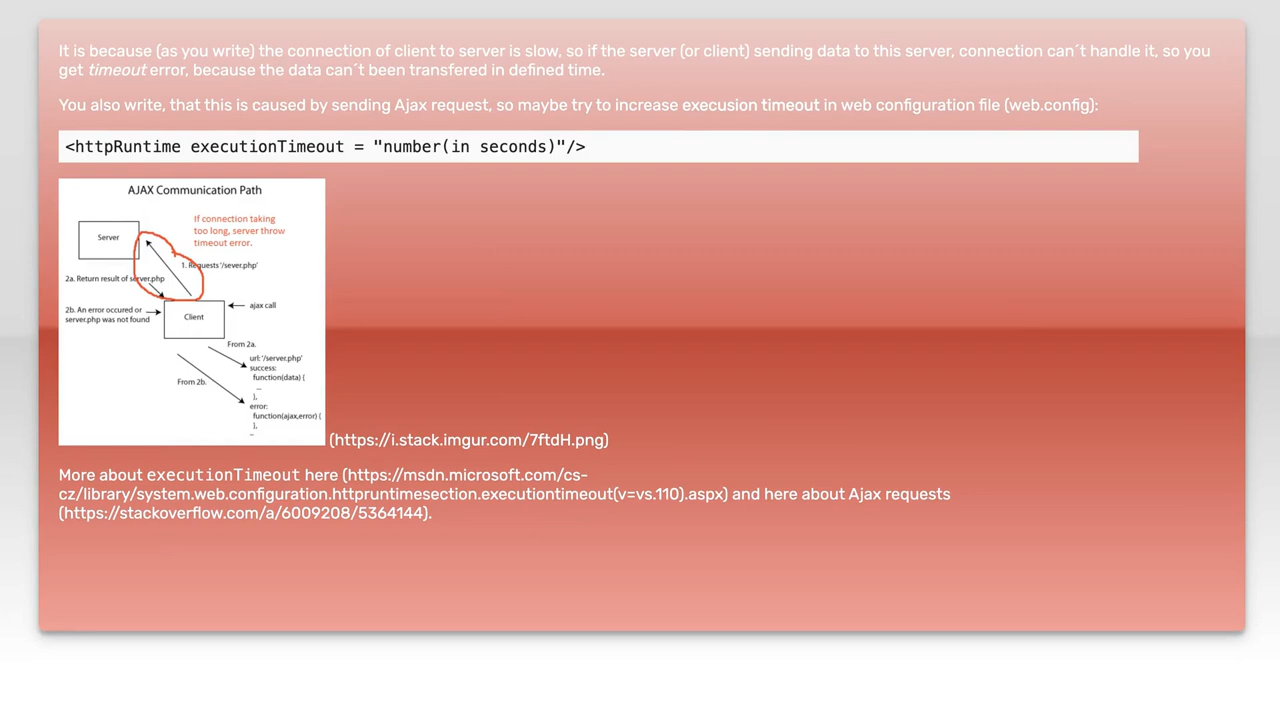 It is because (as you write) the connection of client to server is slow, so if the server (or client) sending data to this server, connection can´t handle it, so you
get timeout error, because the data can´t been transfered in defined time.
You also write, that this is caused by sending Ajax request, so maybe try to increase execusion timeout in web configuration file (web.config):
<httpRuntime executionTimeout = "number(in seconds)"/>
AJAX Communication Path
If connection taking
too long, server throw
timeout error.
Server
1. Requests '/sever.php'
2a. Return result of server.php
2b. An error occured or
server.php was not found
ajax call
Client
From 2a.
url: '/server.php'
success:
function(data) {
...
},
From 2b.
error:
function(ajax,error) {
},
...
(https://i.stack.imgur.com/7ftdH.png)
More about executionTimeout here (https://msdn.microsoft.com/cs-
cz/library/system.web.configuration.httpruntimesection.executiontimeout(v=vs.110).aspx) and here about Ajax requests
(https://stackoverflow.com/a/6009208/5364144).